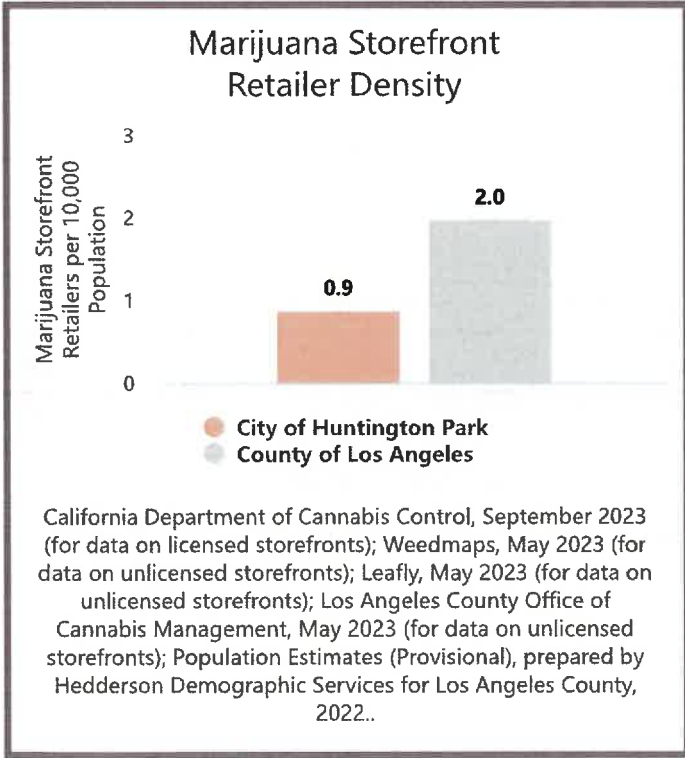 Marijuana Storefront
Retailer Density
Marijuana Storefront
Retailers per 10,000
Population
3
2
1
0
0.9
2.0
City of Huntington Park
County of Los Angeles
California Department of Cannabis Control, September 2023
(for data on licensed storefronts); Weedmaps, May 2023 (for
data on unlicensed storefronts); Leafly, May 2023 (for data on
unlicensed storefronts); Los Angeles County Office of
Cannabis Management, May 2023 (for data on unlicensed
storefronts); Population Estimates (Provisional), prepared by
Hedderson Demographic Services for Los Angeles County,
2022..